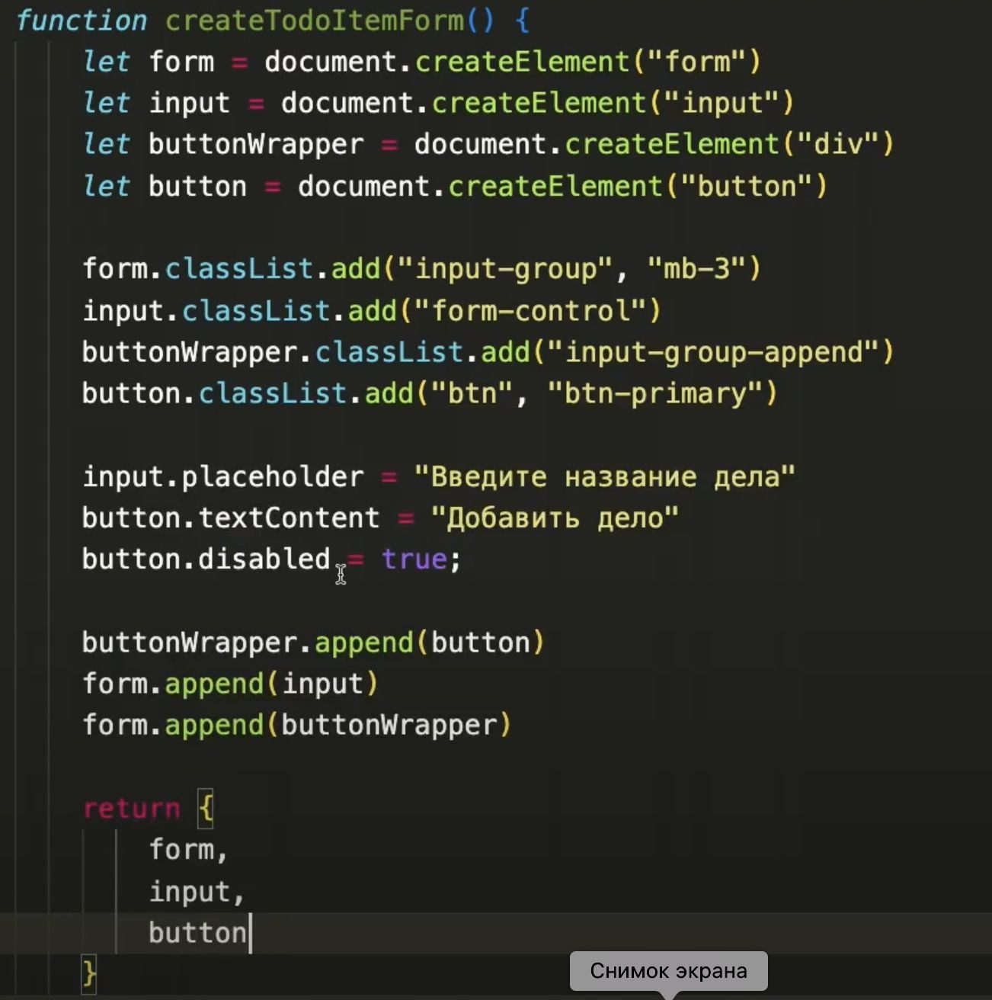 function createTodoItemForm() {
let form = document.createElement("form")
let input = document.createElement("input")
let buttonWrapper = document.createElement("div")
let button = document.createElement("button")
form.classList.add("input-group", "mb-3")
input.classList.add("form-control")
buttonWrapper.classList.add("input-group-append")
button.classList.add("btn", "btn-primary")
input.placeholder = "Введите название дела"
button.textContent = "Добавить дело"
button.disabled = true;
buttonWrapper.append(button)
form.append(input)
form.append(buttonWrapper)
return {
form,
input,
button
}
Снимок экрана